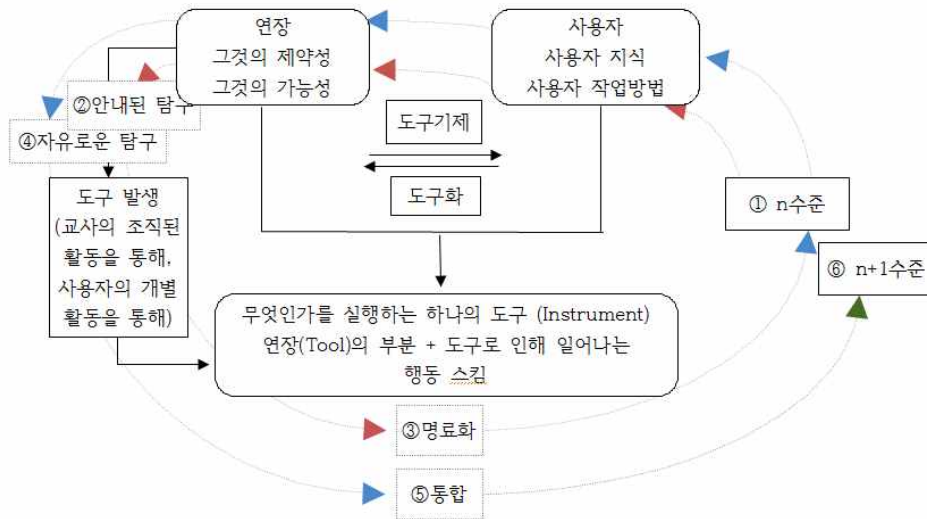 연장
그것의 제약성
그것의 가능성
사용자
사용자 지식
사용자 작업방법
②안내된 탐구
④자유로운 탐구
도구기제
도구화
도구 발생
(교사의 조직된
활동을 통해,
사용자의 개별
활동을 통해)
① n수준
⑥ n+1수준
무엇인가를 실행하는 하나의 도구 (Instrument)
연장(Tool)의 부분 + 도구로 인해 일어나는
행동 스킴
③명료화
⑤통합